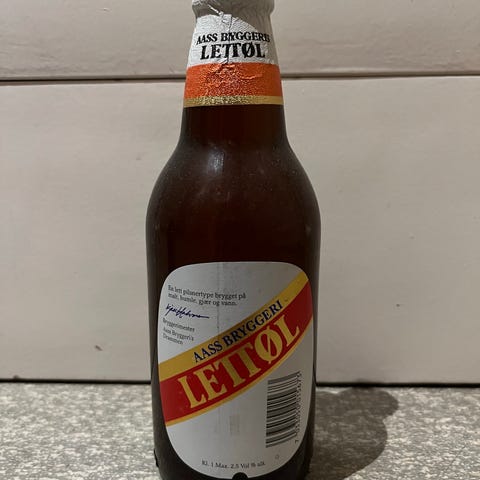 AASS BRYGGERI
LETTØL
En lett pilsnertype brygget på
malt, humle, gjær og vann.
Bryggerimester
Aass Bryggeri's
Drammen
AASS BRYGGERI
LETTØL
Kl. 1 Max. 2,5 Vol % alk